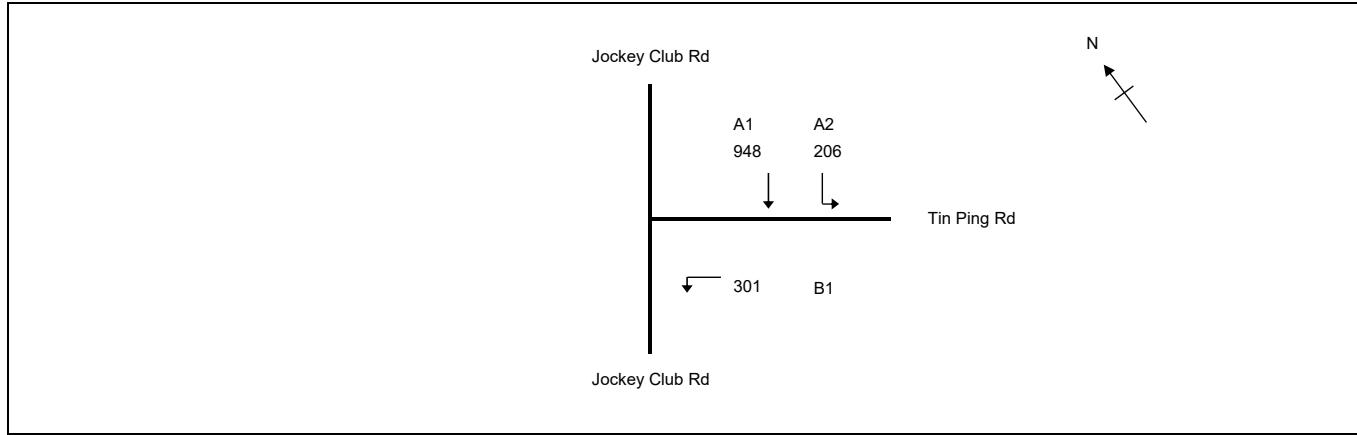 N
Jockey Club Rd
A1 A2
948 206
Tin Ping Rd
301 B1
Jockey Club Rd